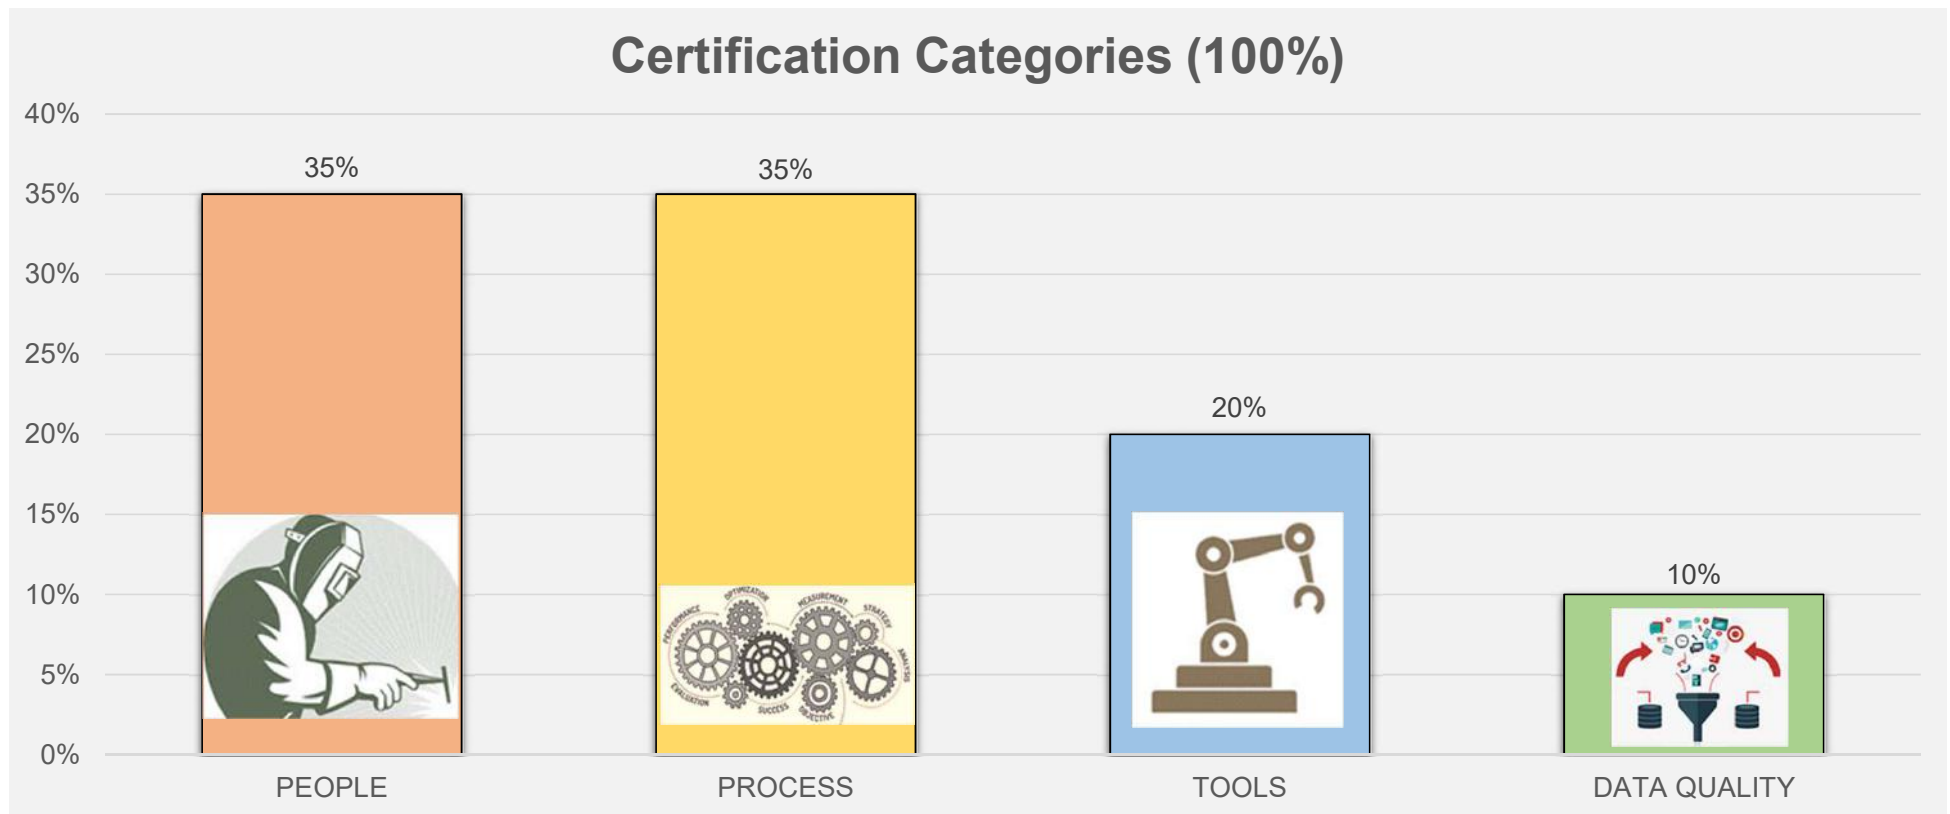 Certification Categories (100%)
40%
35%
30%
25%
20%
15%
10%
5%
0%
35%
35%
20%
10%
PERFORMANCE
OPTIMIZATION
MEASUREMENT
STRATEGY
ANALYSIS
EVALUATION
SUCCESS
OBJECTIVE
PEOPLE
PROCESS
TOOLS
DATA QUALITY